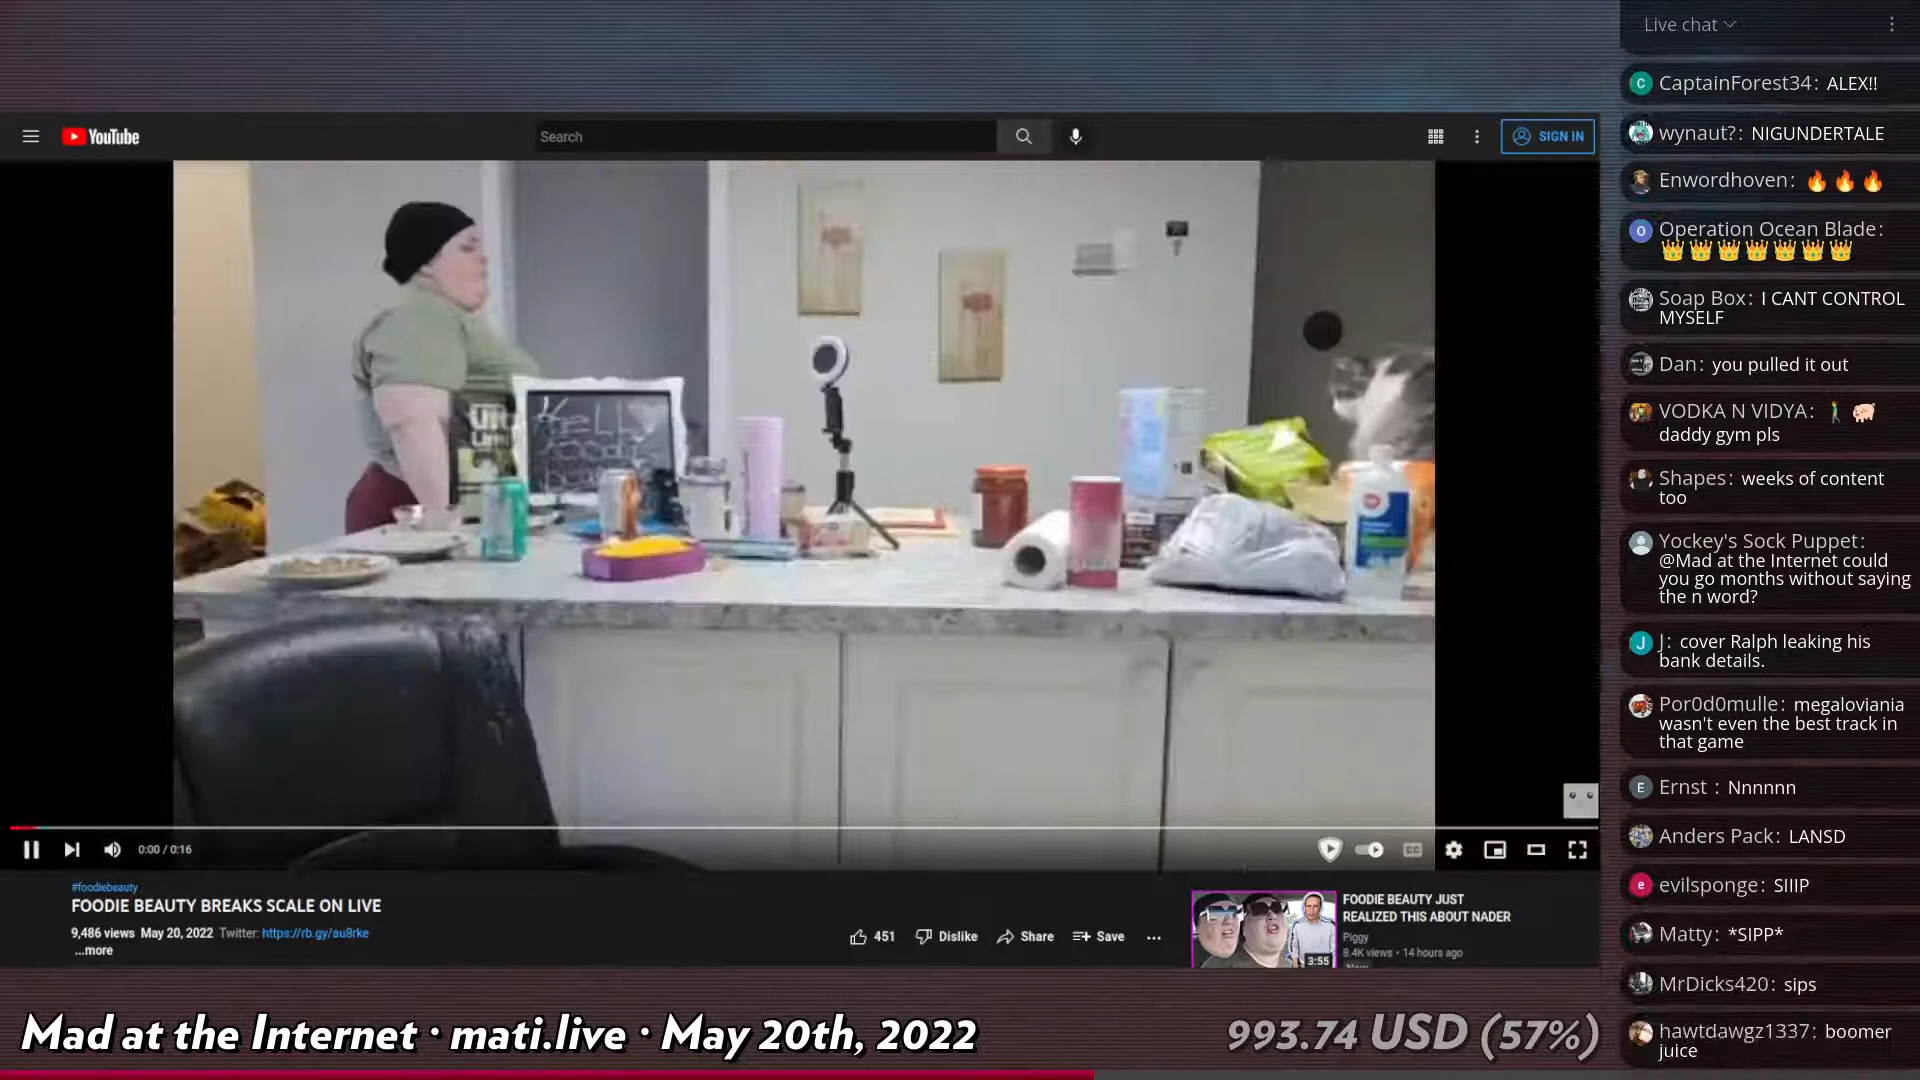 Live chat
CaptainForest34: ALEX!!
wynaut?: NIGUNDERTALE
Enwordhoven: 🔥🔥🔥
Operation Ocean Blade:
👑👑👑👑👑👑👑
Soap Box: I CANT CONTROL
MYSELF
Dan: you pulled it out
VODKA N VIDYA: 🚶‍♂️🐖
daddy gym pls
Shapes: weeks of content
too
Yockey's Sock Puppet:
@Mad at the Internet could
you go months without saying
the n word?
J: cover Ralph leaking his
bank details.
Por0d0mulle: megaloviania
wasn't even the best track in
that game
Ernst : Nnnnnn
Anders Pack: LANSD
evilsponge: SIIIP
Matty: *SIPP*
MrDicks420: sips
hawtdawgz1337: boomer
juice
YouTube
Search
SIGN IN
Hello
0:00 / 0:16
CC
#foodiebeauty
FOODIE BEAUTY BREAKS SCALE ON LIVE
9,486 views May 20, 2022 Twitter: https://rb.gy/au8rke
...more
451
Dislike
Share
Save
3:55
FOODIE BEAUTY JUST
REALIZED THIS ABOUT NADER
Piggy
8.4K views • 14 hours ago
New
Mad at the Internet · mati.live · May 20th, 2022
993.74 USD (57%)